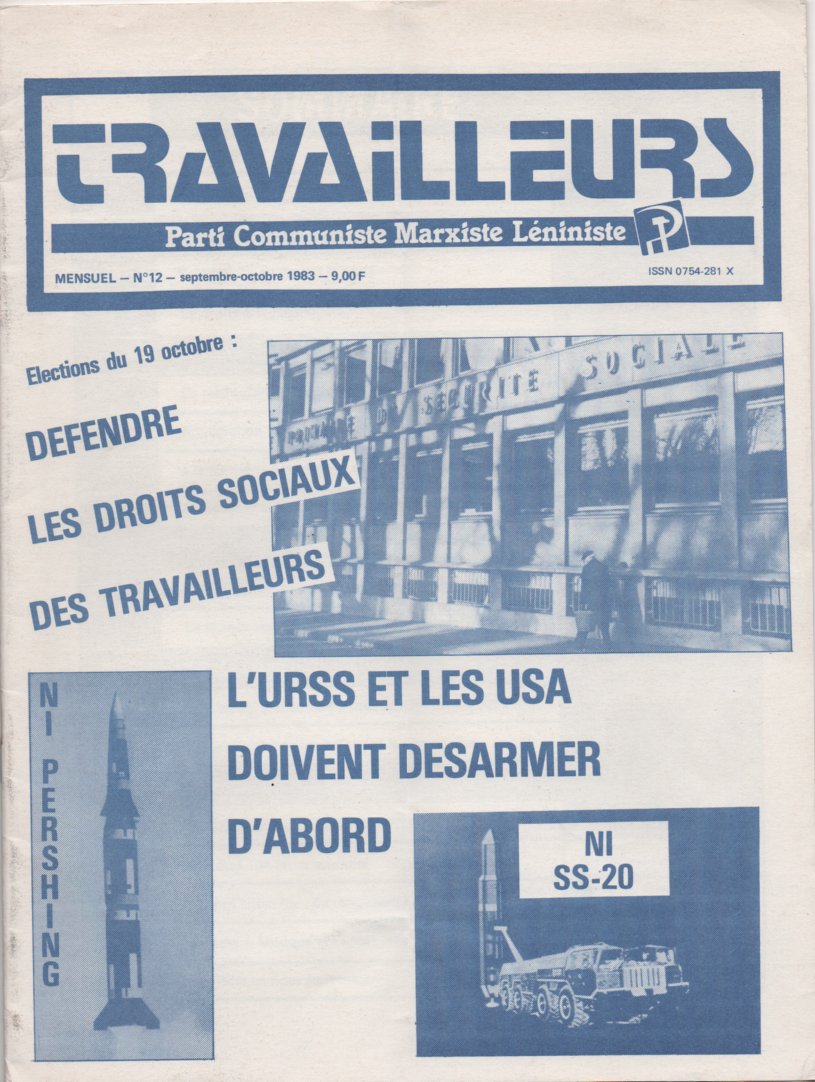 TRAVAILLEURS
Parti Communiste Marxiste Léniniste
MENSUEL – N°12 – septembre-octobre 1983 – 9,00 F
ISSN 0754-281 X
Elections du 19 octobre :
DEFENDRE
LES DROITS SOCIAUX
DES TRAVAILLEURS
DE SECURITE SOCIALE
NI PERSHING
L'URSS ET LES USA
DOIVENT DESARMER
D'ABORD
NI
SS-20